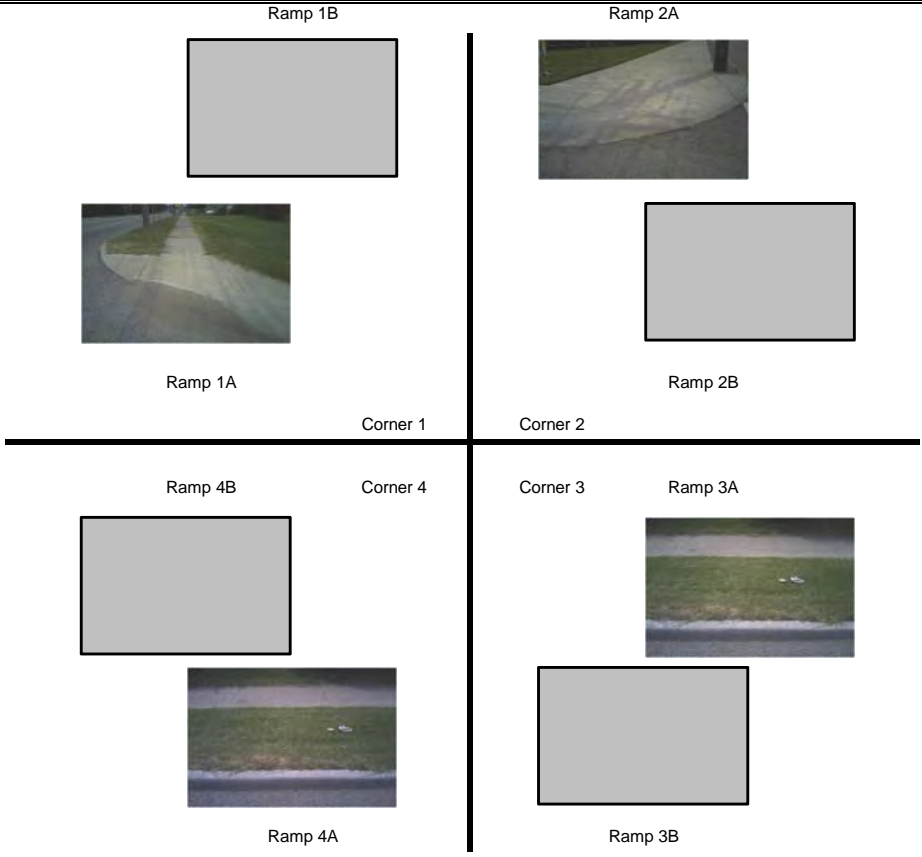 Ramp 1B Ramp 2A
Ramp 1A Ramp 2B
Corner 1 Corner 2
Ramp 4B Corner 4 Corner 3 Ramp 3A
Ramp 4A Ramp 3B